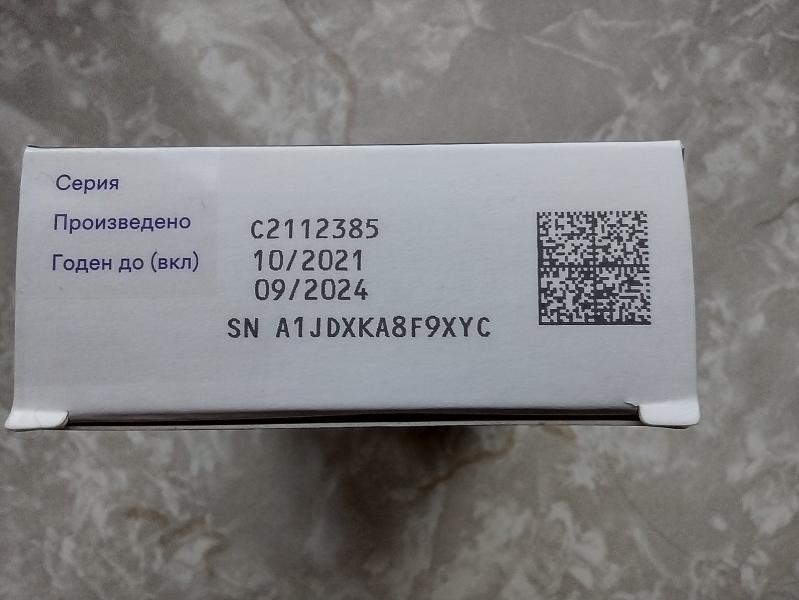 Серия
Произведено
Годен до (вкл)
C2112385
10/2021
09/2024
SN A1JDXKA8F9XYC